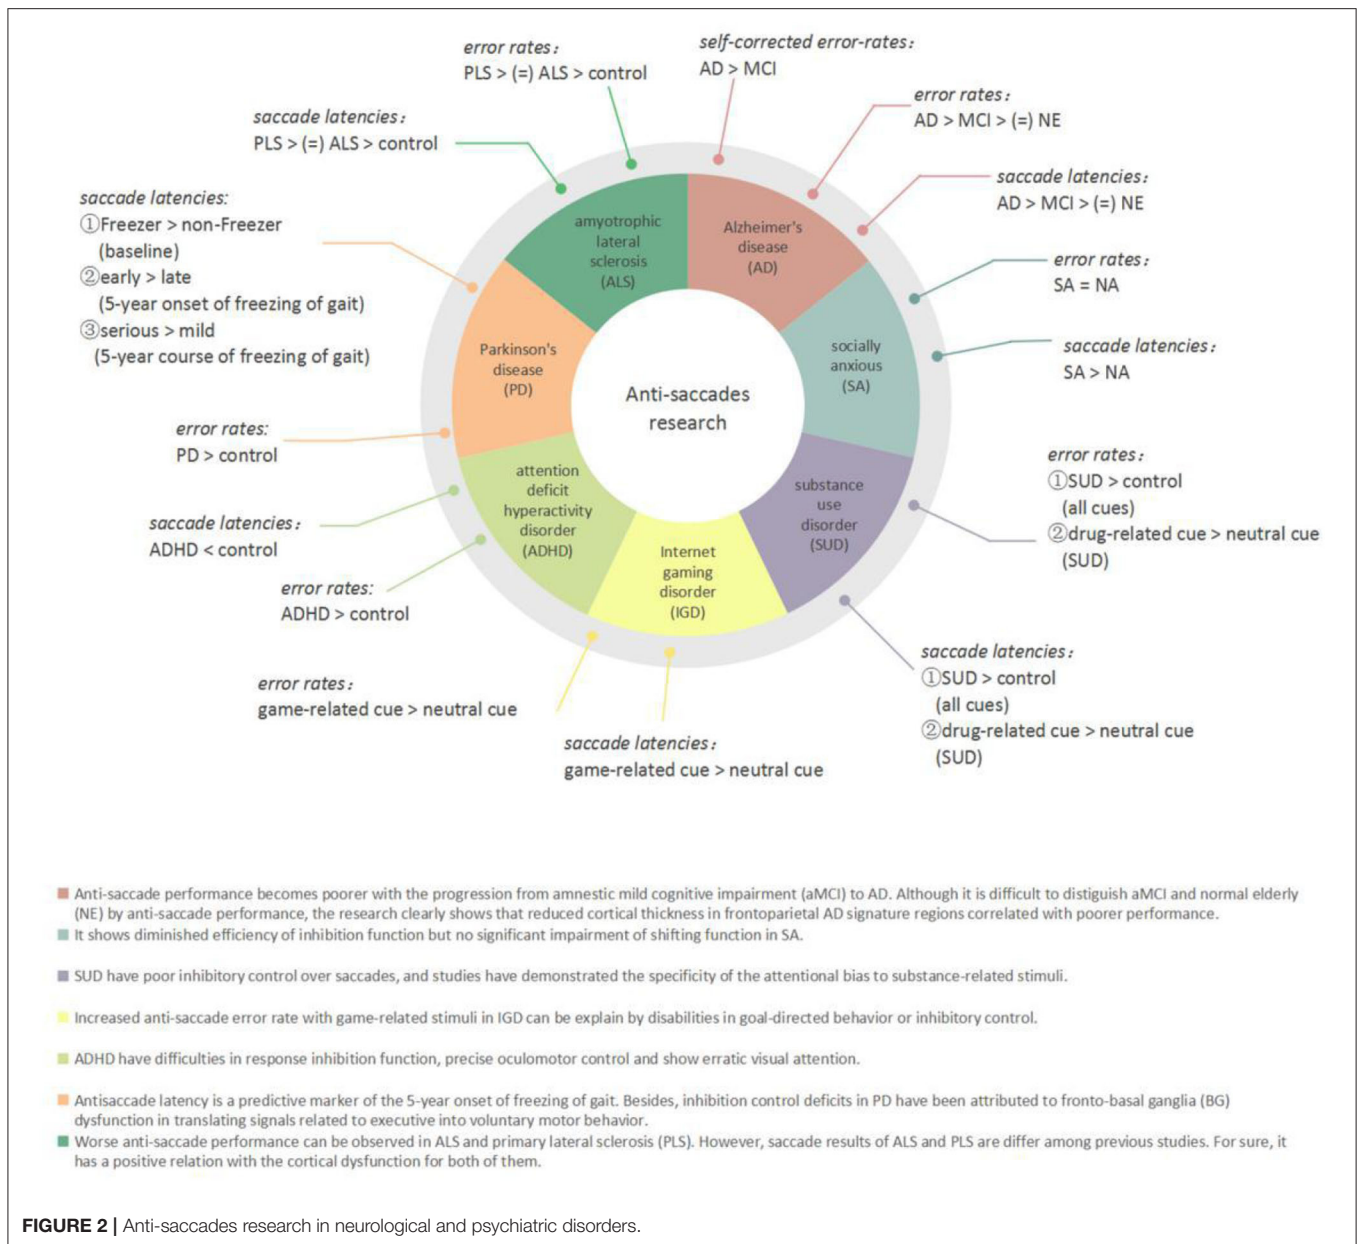 error rates:
PLS > (=) ALS > control
self-corrected error-rates:
AD > MCI
error rates:
AD > MCI > (=) NE
saccade latencies:
PLS > (=) ALS > control
saccade latencies:
AD > MCI > (=) NE
saccade latencies:
①Freezer > non-Freezer
(baseline)
②early > late
(5-year onset of freezing of gait)
③serious > mild
(5-year course of freezing of gait)
error rates:
SA = NA
saccade latencies:
SA > NA
amyotrophic
lateral
sclerosis
(ALS)
Alzheimer's
disease
(AD)
Parkinson's
disease
(PD)
socially
anxious
(SA)
Anti-saccades
research
error rates:
PD > control
attention
deficit
hyperactivity
disorder
(ADHD)
substance
use
disorder
(SUD)
Internet
gaming
disorder
(IGD)
error rates:
①SUD > control
(all cues)
②drug-related cue > neutral cue
(SUD)
saccade latencies:
ADHD < control
error rates:
ADHD > control
error rates:
game-related cue > neutral cue
saccade latencies:
game-related cue > neutral cue
saccade latencies:
①SUD > control
(all cues)
②drug-related cue > neutral cue
(SUD)
Anti-saccade performance becomes poorer with the progression from amnestic mild cognitive impairment (aMCI) to AD. Although it is difficult to distiguish aMCI and normal elderly
(NE) by anti-saccade performance, the research clearly shows that reduced cortical thickness in frontoparietal AD signature regions correlated with poorer performance.
It shows diminished efficiency of inhibition function but no significant impairment of shifting function in SA.
SUD have poor inhibitory control over saccades, and studies have demonstrated the specificity of the attentional bias to substance-related stimuli.
Increased anti-saccade error rate with game-related stimuli in IGD can be explain by disabilities in goal-directed behavior or inhibitory control.
ADHD have difficulties in response inhibition function, precise oculomotor control and show erratic visual attention.
Antisaccade latency is a predictive marker of the 5-year onset of freezing of gait. Besides, inhibition control deficits in PD have been attributed to fronto-basal ganglia (BG)
dysfunction in translating signals related to executive into voluntary motor behavior.
Worse anti-saccade performance can be observed in ALS and primary lateral sclerosis (PLS). However, saccade results of ALS and PLS are differ among previous studies. For sure, it
has a positive relation with the cortical dysfunction for both of them.
FIGURE 2 | Anti-saccades research in neurological and psychiatric disorders.